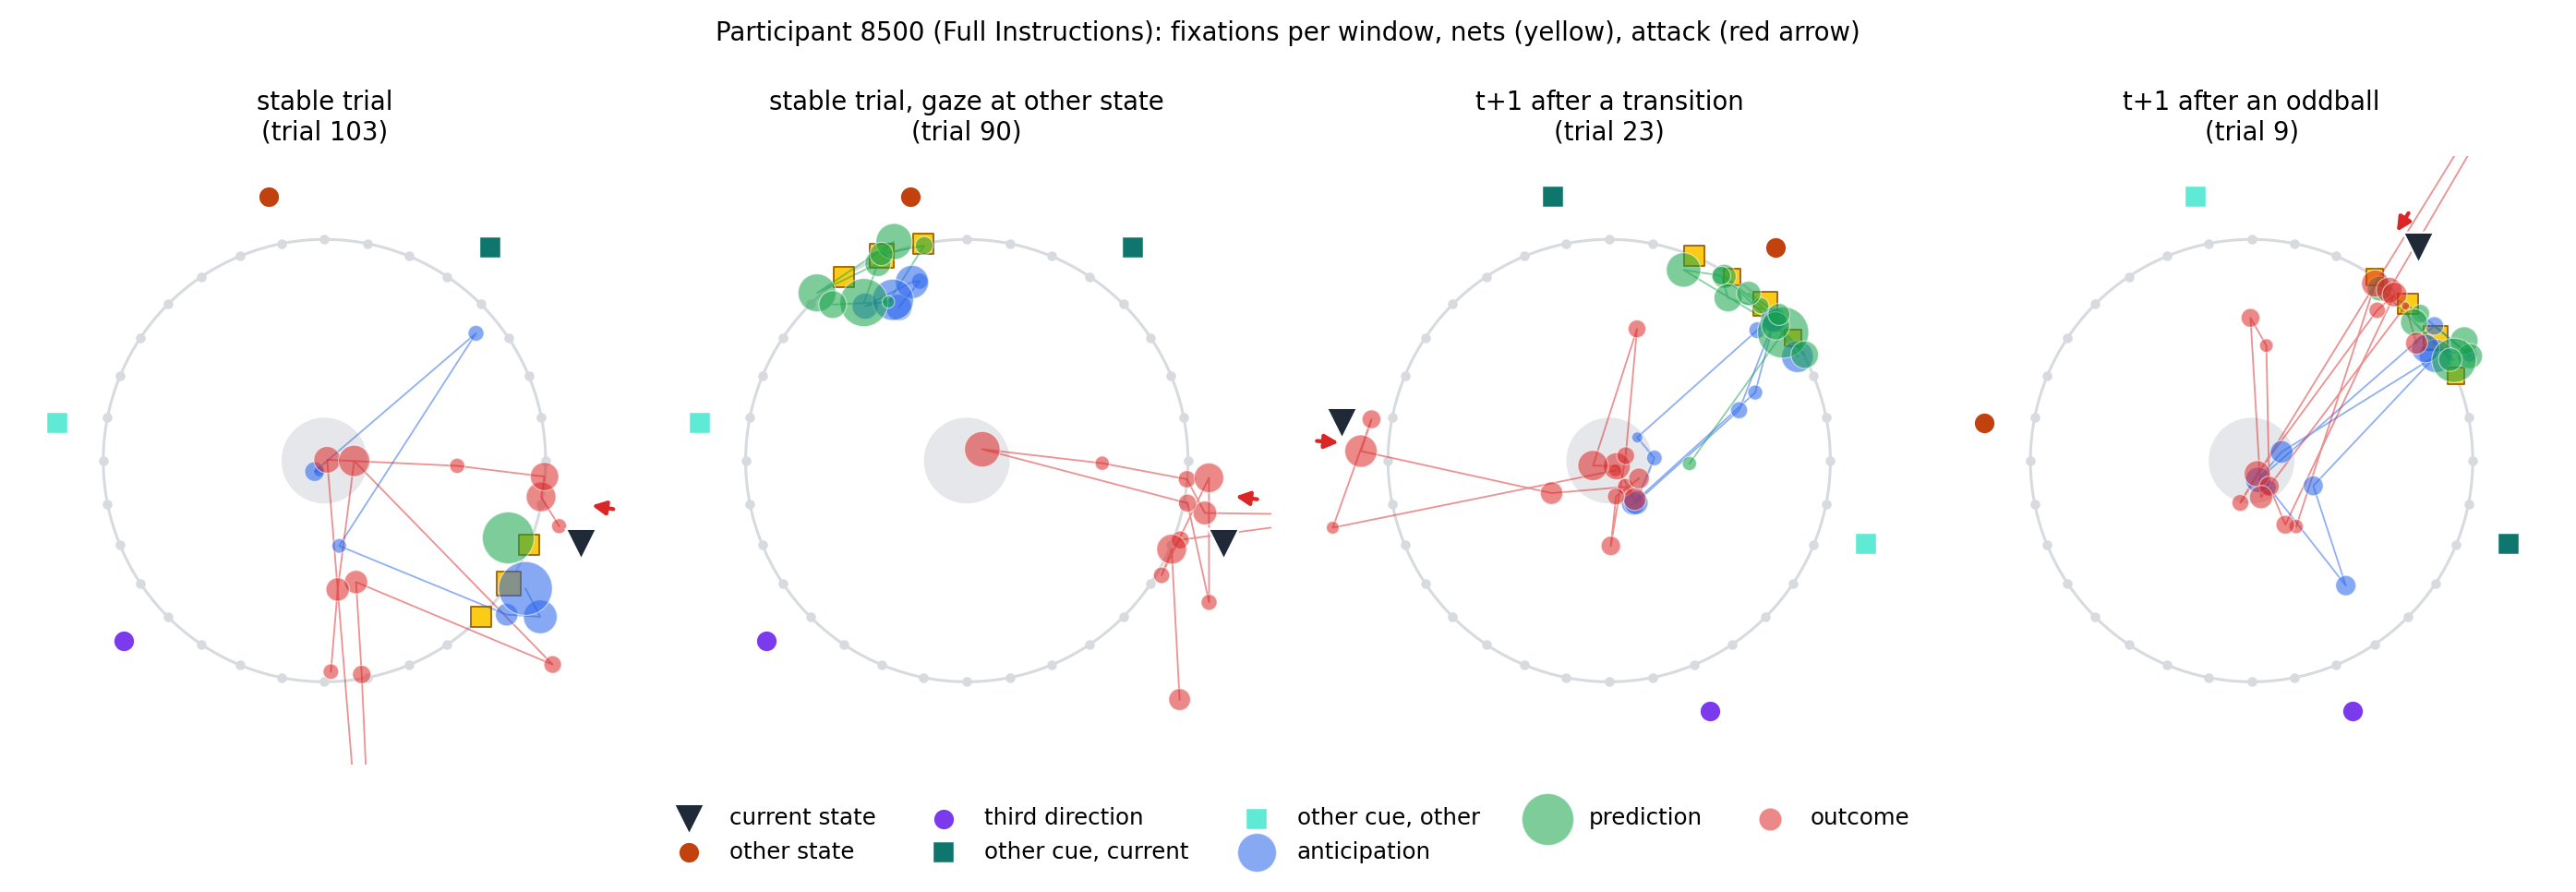 Participant 8500 (Full Instructions): fixations per window, nets (yellow), attack (red arrow)
stable trial
(trial 103)
stable trial, gaze at other state
(trial 90)
t+1 after a transition
(trial 23)
t+1 after an oddball
(trial 9)
current state
other state
third direction
other cue, current
other cue, other
anticipation
prediction
outcome